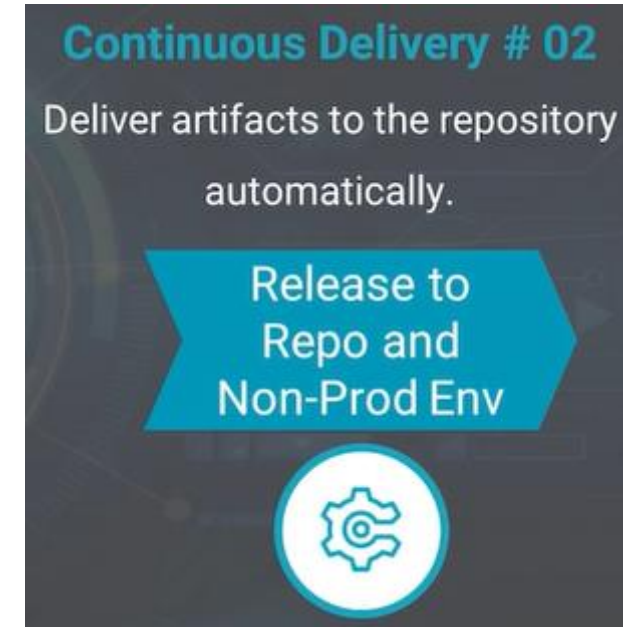 Continuous Delivery # 02
Deliver artifacts to the repository
automatically.
Release to
Repo and
Non-Prod Env